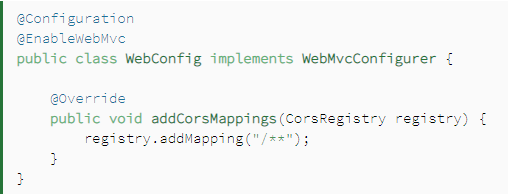 @Configuration
@EnableWebMvc
public class WebConfig implements WebMvcConfigurer {
    @Override
    public void addCorsMappings(CorsRegistry registry) {
        registry.addMapping("/**");
    }
}